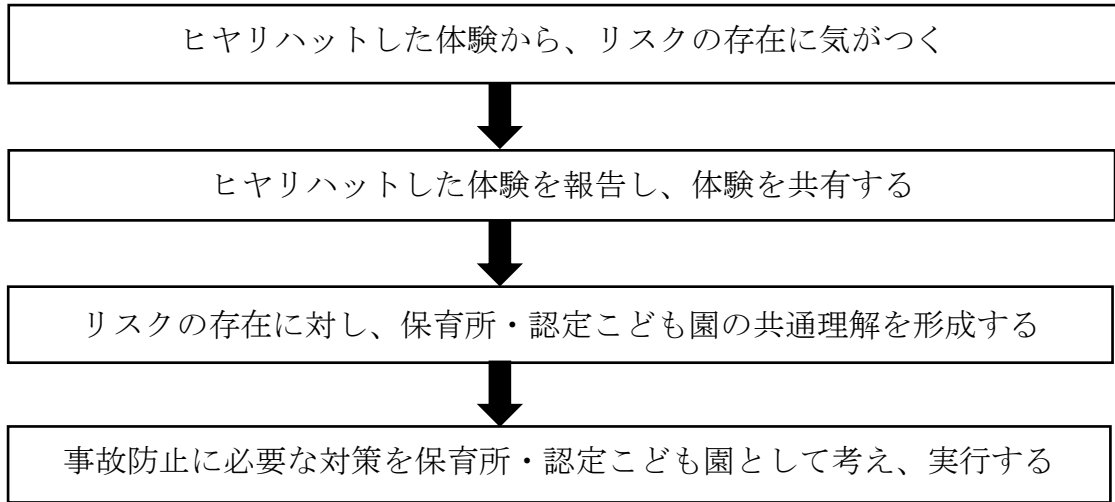 ヒヤリハットした体験から、リスクの存在に気がつく
ヒヤリハットした体験を報告し、体験を共有する
リスクの存在に対し、保育所・認定こども園の共通理解を形成する
事故防止に必要な対策を保育所・認定こども園として考え、実行する